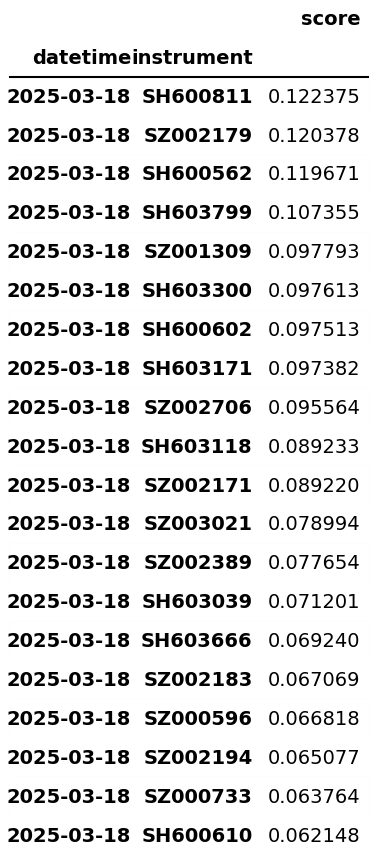 score
datetime instrument
2025-03-18 SH600811 0.122375
2025-03-18 SZ002179 0.120378
2025-03-18 SH600562 0.119671
2025-03-18 SH603799 0.107355
2025-03-18 SZ001309 0.097793
2025-03-18 SH603300 0.097613
2025-03-18 SH600602 0.097513
2025-03-18 SH603171 0.097382
2025-03-18 SZ002706 0.095564
2025-03-18 SH603118 0.089233
2025-03-18 SZ002171 0.089220
2025-03-18 SZ003021 0.078994
2025-03-18 SZ002389 0.077654
2025-03-18 SH603039 0.071201
2025-03-18 SH603666 0.069240
2025-03-18 SZ002183 0.067069
2025-03-18 SZ000596 0.066818
2025-03-18 SZ002194 0.065077
2025-03-18 SZ000733 0.063764
2025-03-18 SH600610 0.062148